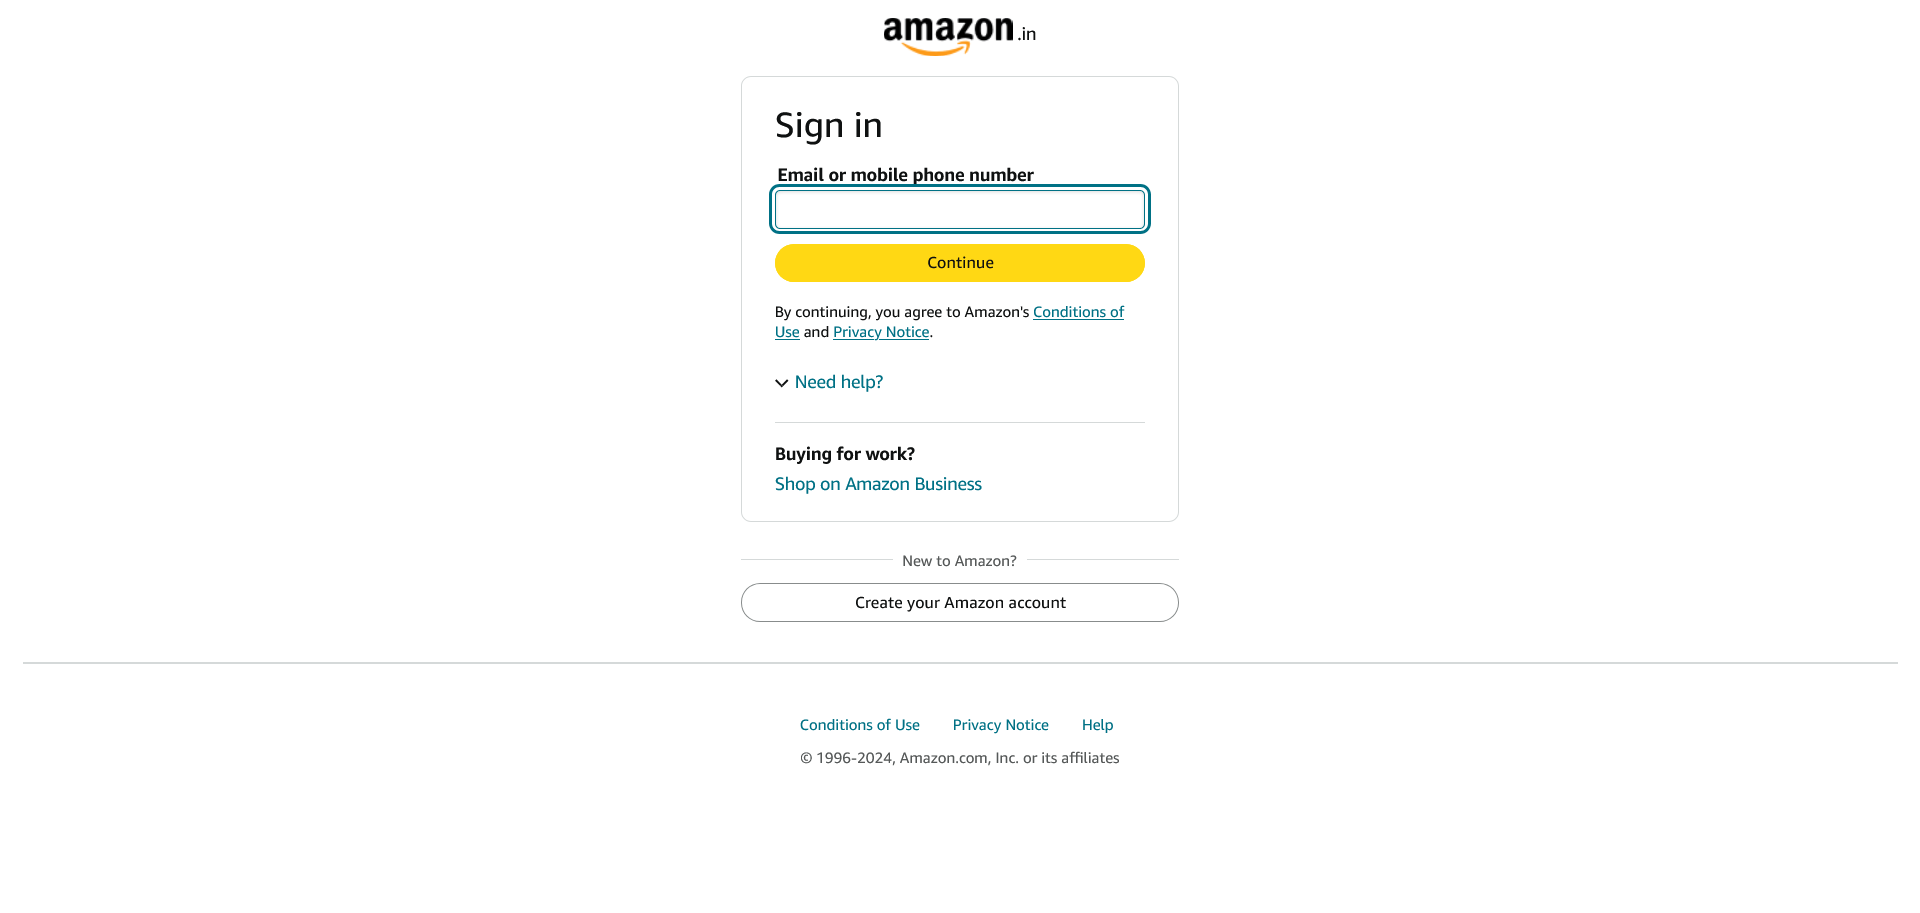 amazon.in
Sign in
Email or mobile phone number
Continue
By continuing, you agree to Amazon's Conditions of
Use and Privacy Notice.
Need help?
Buying for work?
Shop on Amazon Business
New to Amazon?
Create your Amazon account
Conditions of Use Privacy Notice Help
© 1996-2024, Amazon.com, Inc. or its affiliates